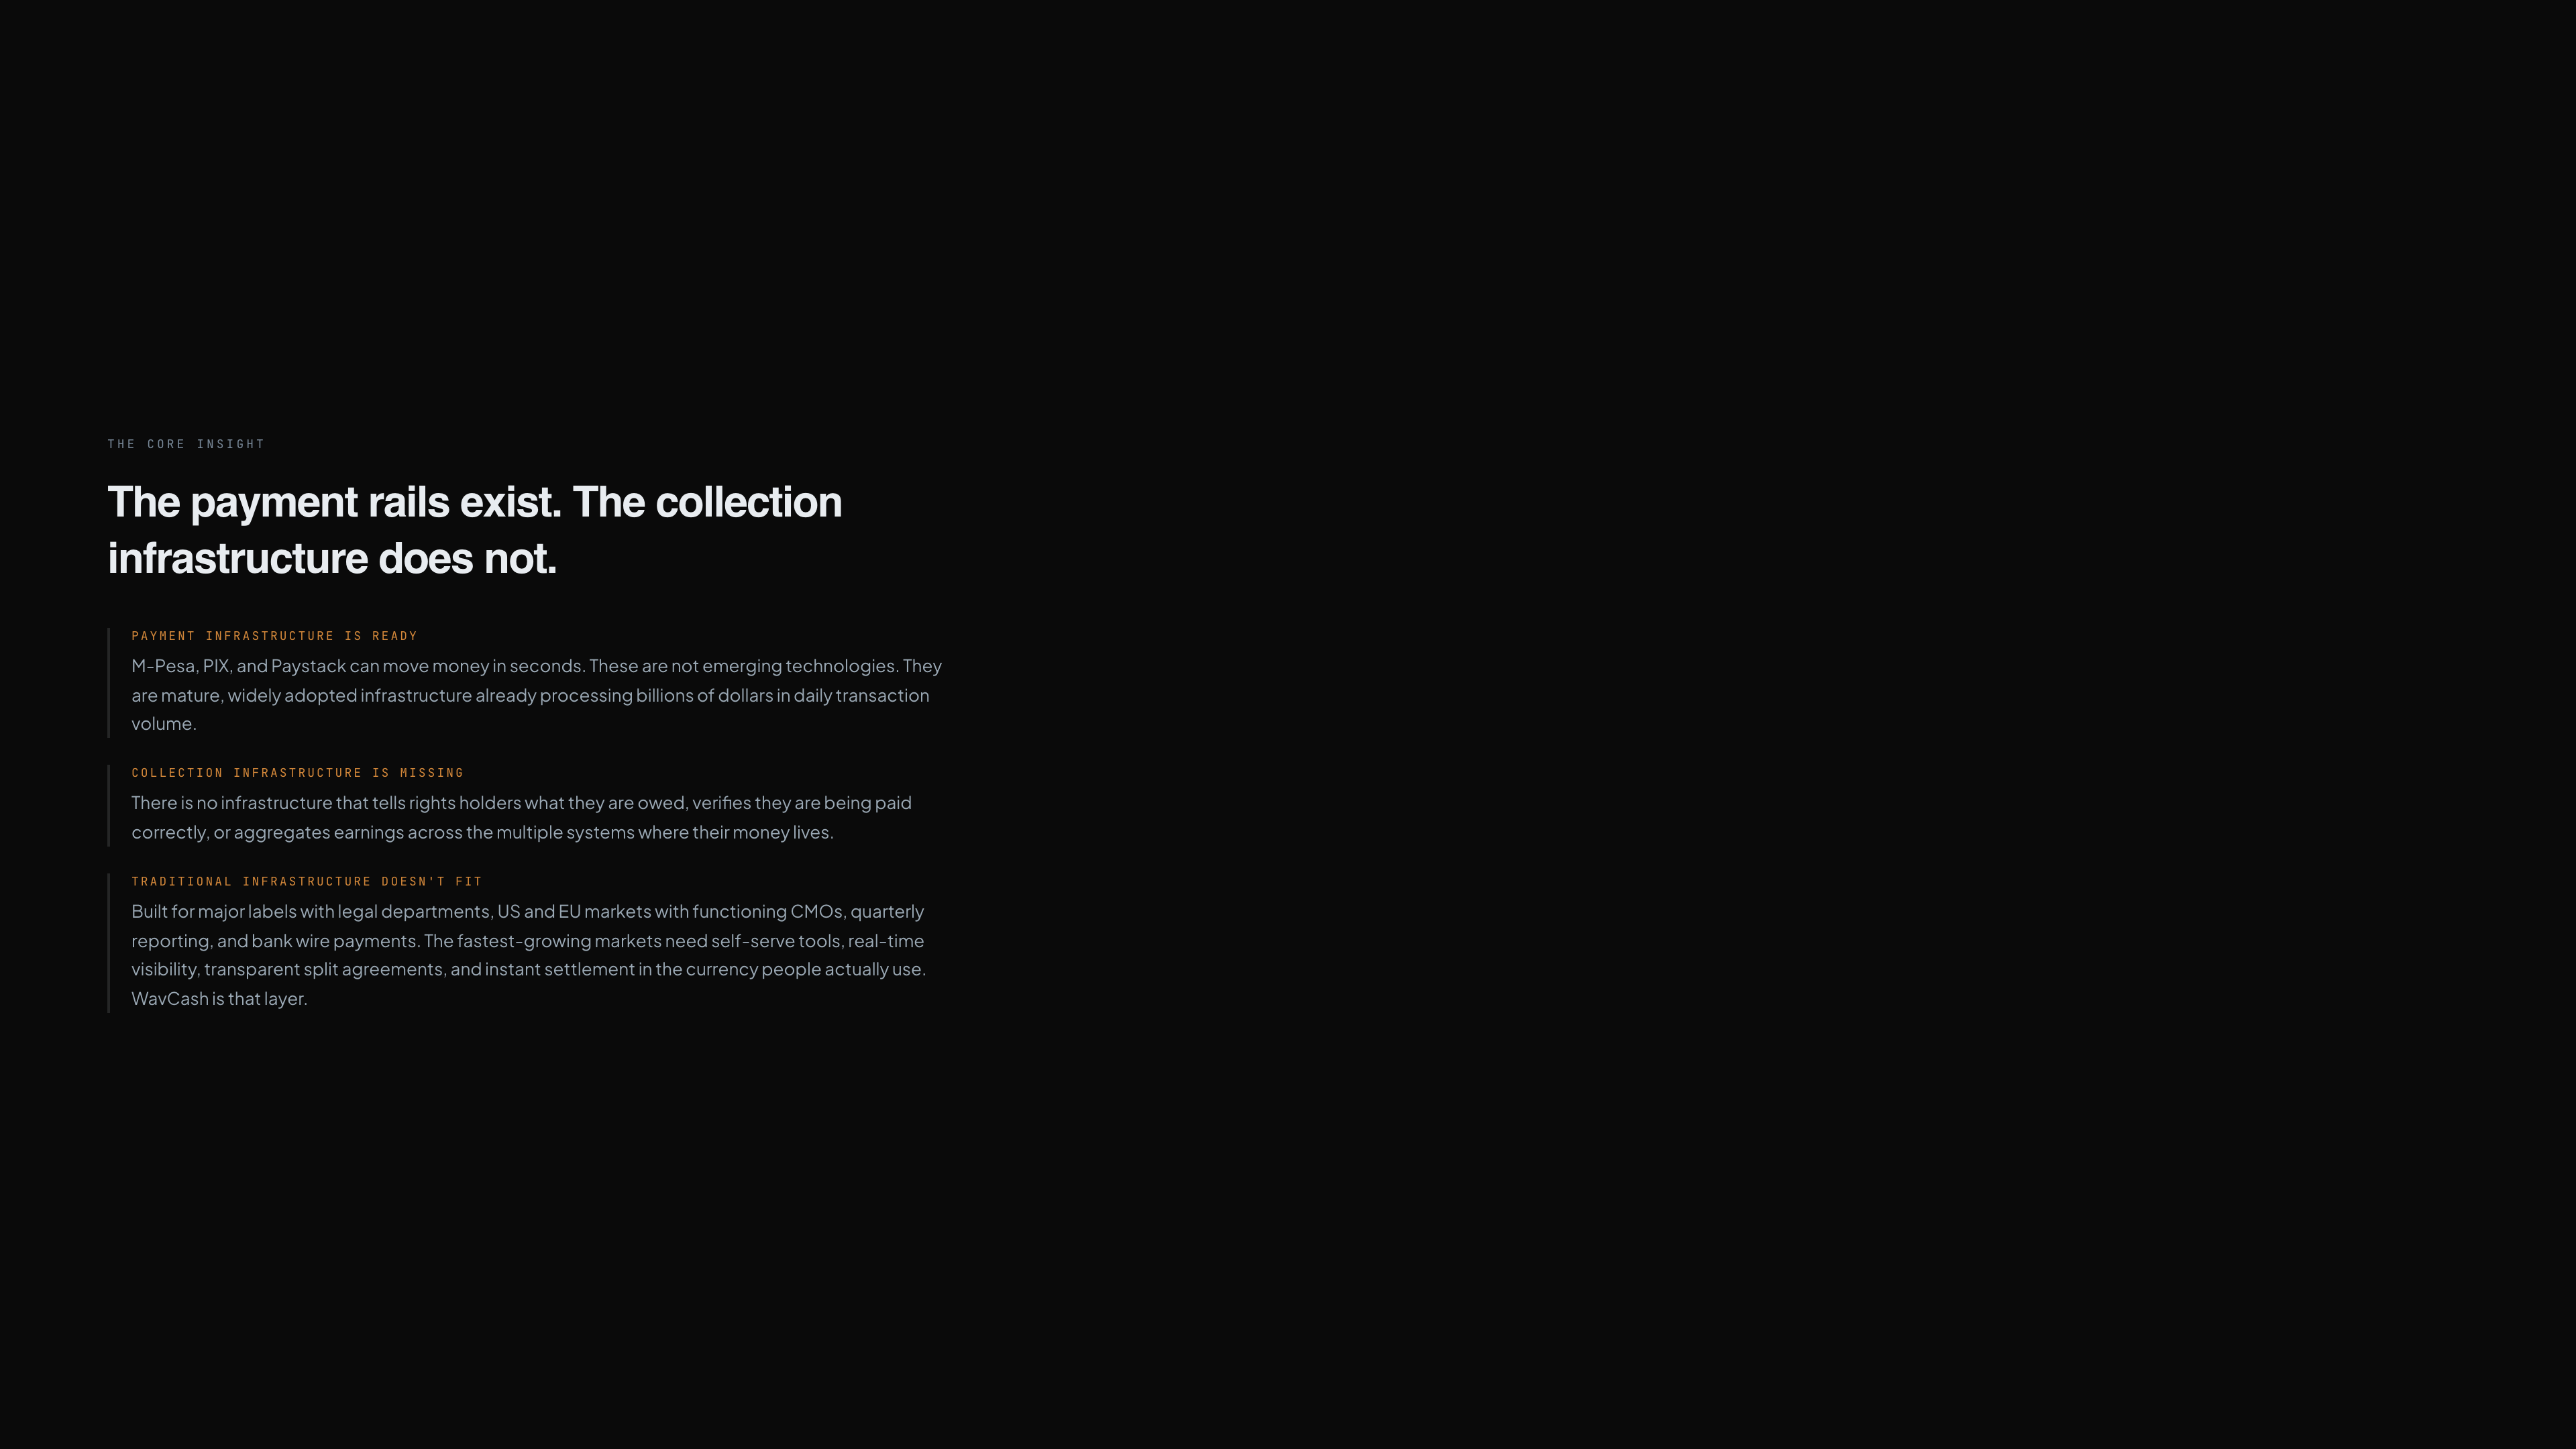 THE CORE INSIGHT
The payment rails exist. The collection
infrastructure does not.
PAYMENT INFRASTRUCTURE IS READY
M-Pesa, PIX, and Paystack can move money in seconds. These are not emerging technologies. They
are mature, widely adopted infrastructure already processing billions of dollars in daily transaction
volume.
COLLECTION INFRASTRUCTURE IS MISSING
There is no infrastructure that tells rights holders what they are owed, verifies they are being paid
correctly, or aggregates earnings across the multiple systems where their money lives.
TRADITIONAL INFRASTRUCTURE DOESN'T FIT
Built for major labels with legal departments, US and EU markets with functioning CMOs, quarterly
reporting, and bank wire payments. The fastest-growing markets need self-serve tools, real-time
visibility, transparent split agreements, and instant settlement in the currency people actually use.
WavCash is that layer.